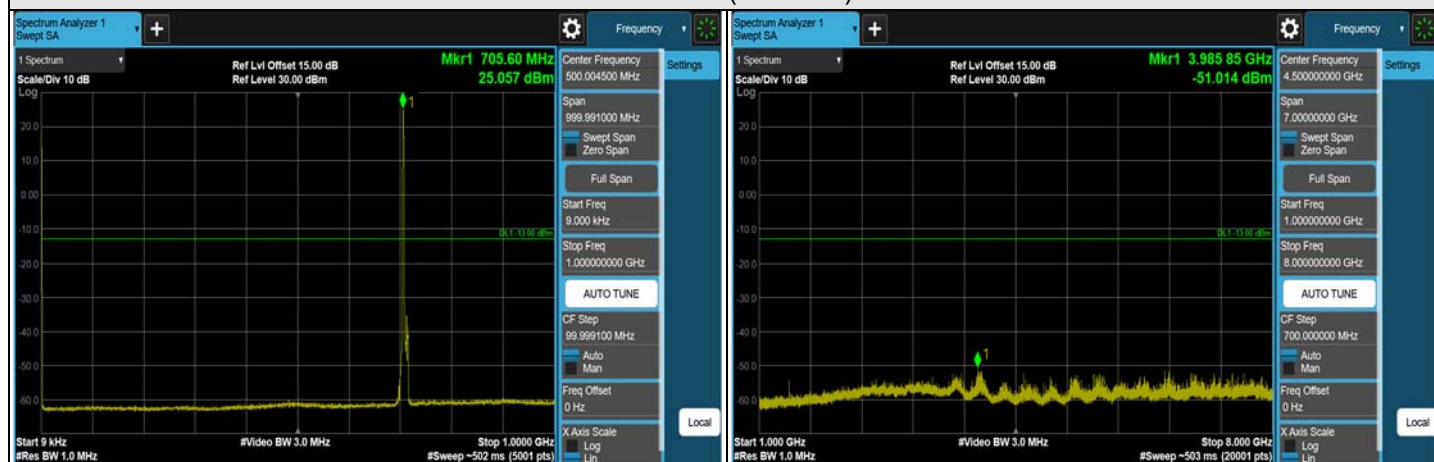 Spectrum Analyzer 1
Swept SA
+
Frequency
1 Spectrum
Scale/Div 10 dB
Log
Ref Lvl Offset 15.00 dB
Ref Level 30.00 dBm
Mkr1 705.60 MHz
25.057 dBm
1
20.0
10.0
0.00
-10.0
-20.0
-30.0
-40.0
-50.0
-60.0
DL1 -13.00 dBm
Start 9 kHz
#Res BW 1.0 MHz
#Video BW 3.0 MHz
Stop 1.0000 GHz
#Sweep ~502 ms (5001 pts)
Center Frequency
500.004500 MHz
Settings
Span
999.991000 MHz
Swept Span
Zero Span
Full Span
Start Freq
9.000 kHz
Stop Freq
1.000000000 GHz
AUTO TUNE
CF Step
99.999100 MHz
Auto
Man
Freq Offset
0 Hz
X Axis Scale
Log
Lin
Local
Spectrum Analyzer 1
Swept SA
+
Frequency
1 Spectrum
Scale/Div 10 dB
Log
Ref Lvl Offset 15.00 dB
Ref Level 30.00 dBm
Mkr1 3.985 85 GHz
-51.014 dBm
1
20.0
10.0
0.00
-10.0
-20.0
-30.0
-40.0
-50.0
-60.0
DL1 -13.00 dBm
Start 1.000 GHz
#Res BW 1.0 MHz
#Video BW 3.0 MHz
Stop 8.000 GHz
#Sweep ~503 ms (20001 pts)
Center Frequency
4.500000000 GHz
Settings
Span
7.00000000 GHz
Swept Span
Zero Span
Full Span
Start Freq
1.000000000 GHz
Stop Freq
8.000000000 GHz
AUTO TUNE
CF Step
700.000000 MHz
Auto
Man
Freq Offset
0 Hz
X Axis Scale
Log
Lin
Local